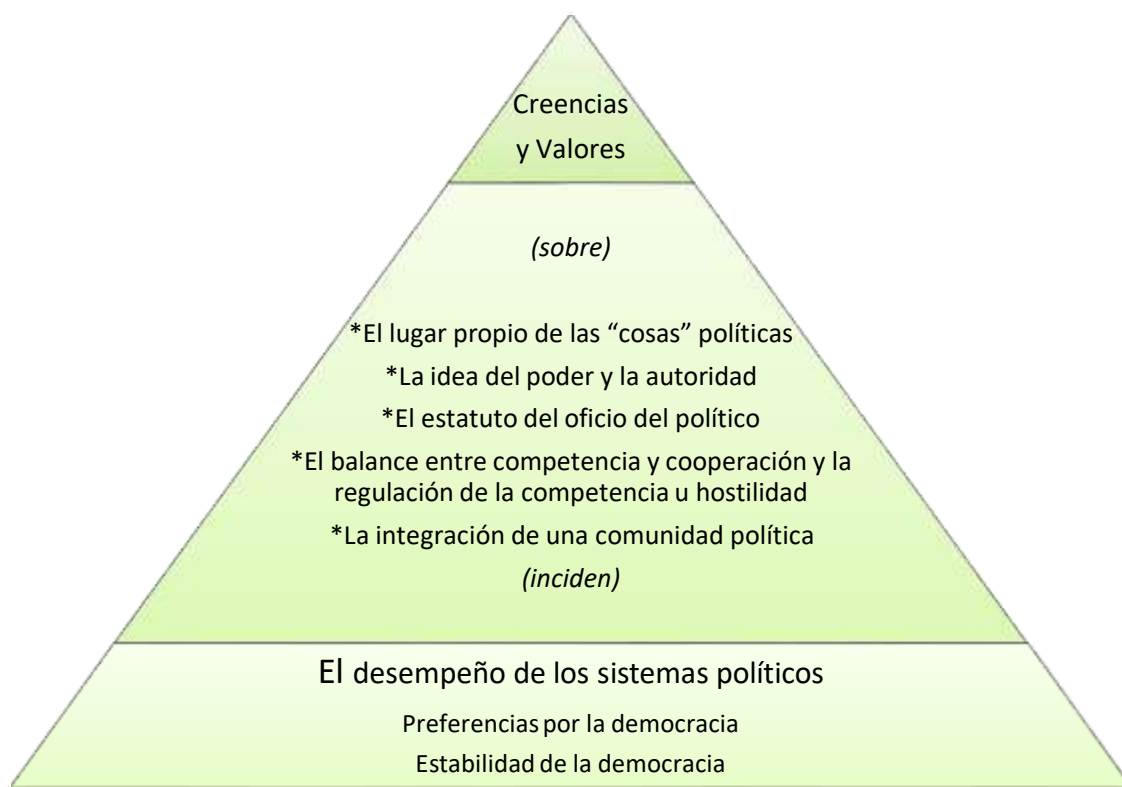 Creencias
y Valores
(sobre)
*El lugar propio de las “cosas” políticas
*La idea del poder y la autoridad
*El estatuto del oficio del político
*El balance entre competencia y cooperación y la
regulación de la competencia u hostilidad
*La integración de una comunidad política
(inciden)
El desempeño de los sistemas políticos
Preferencias por la democracia
Estabilidad de la democracia